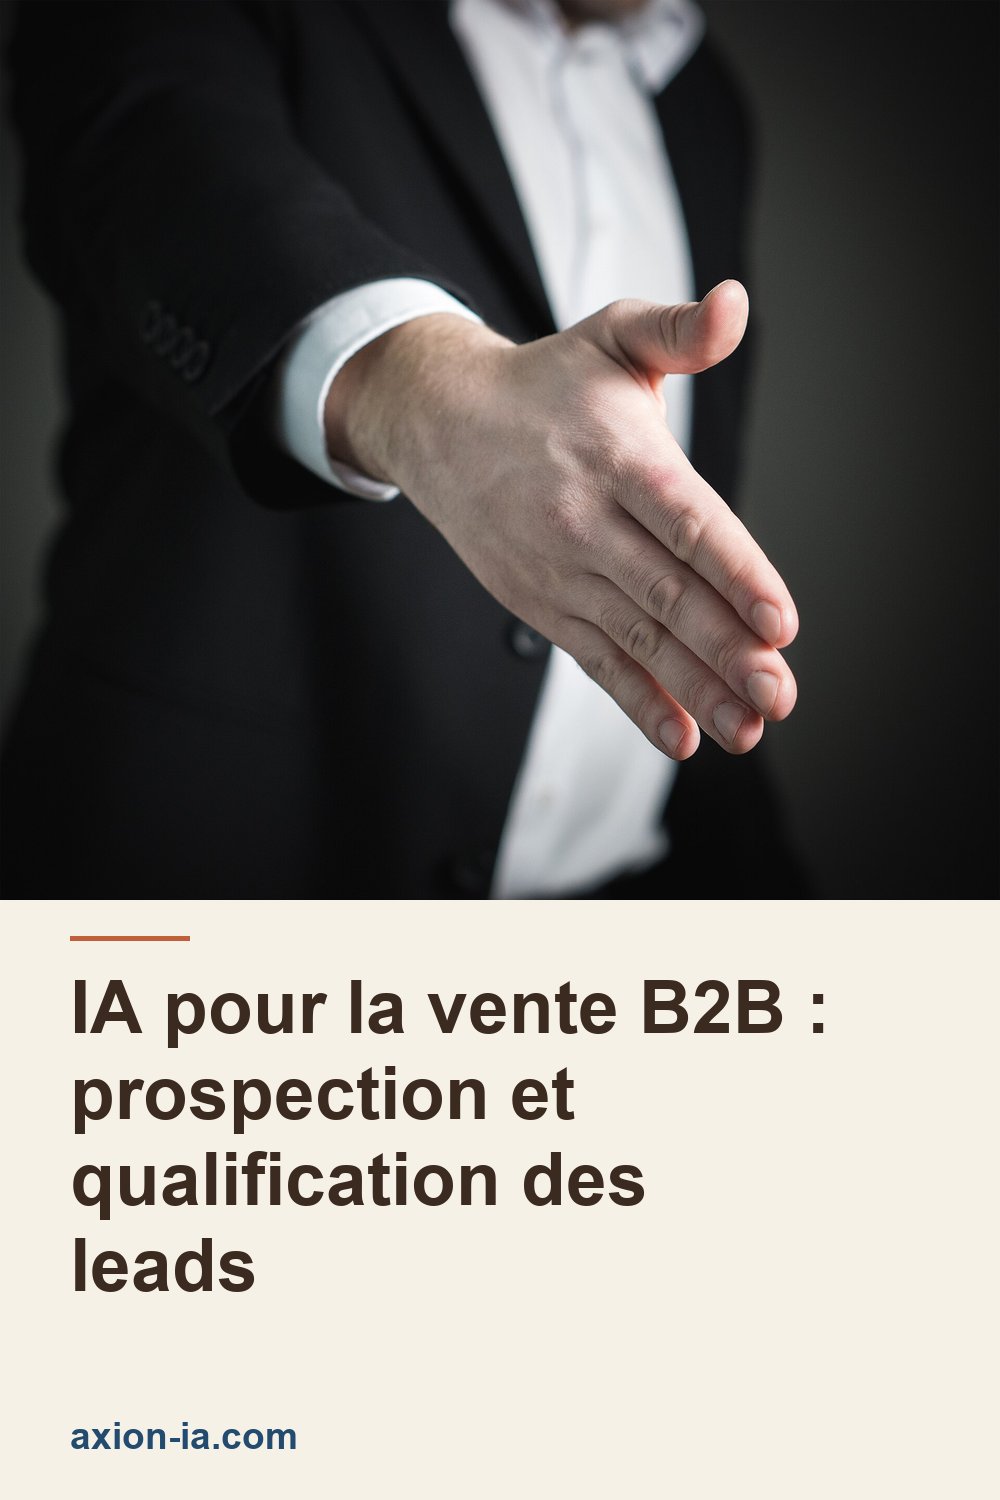 IA pour la vente B2B :
prospection et
qualification des
leads
axion-ia.com